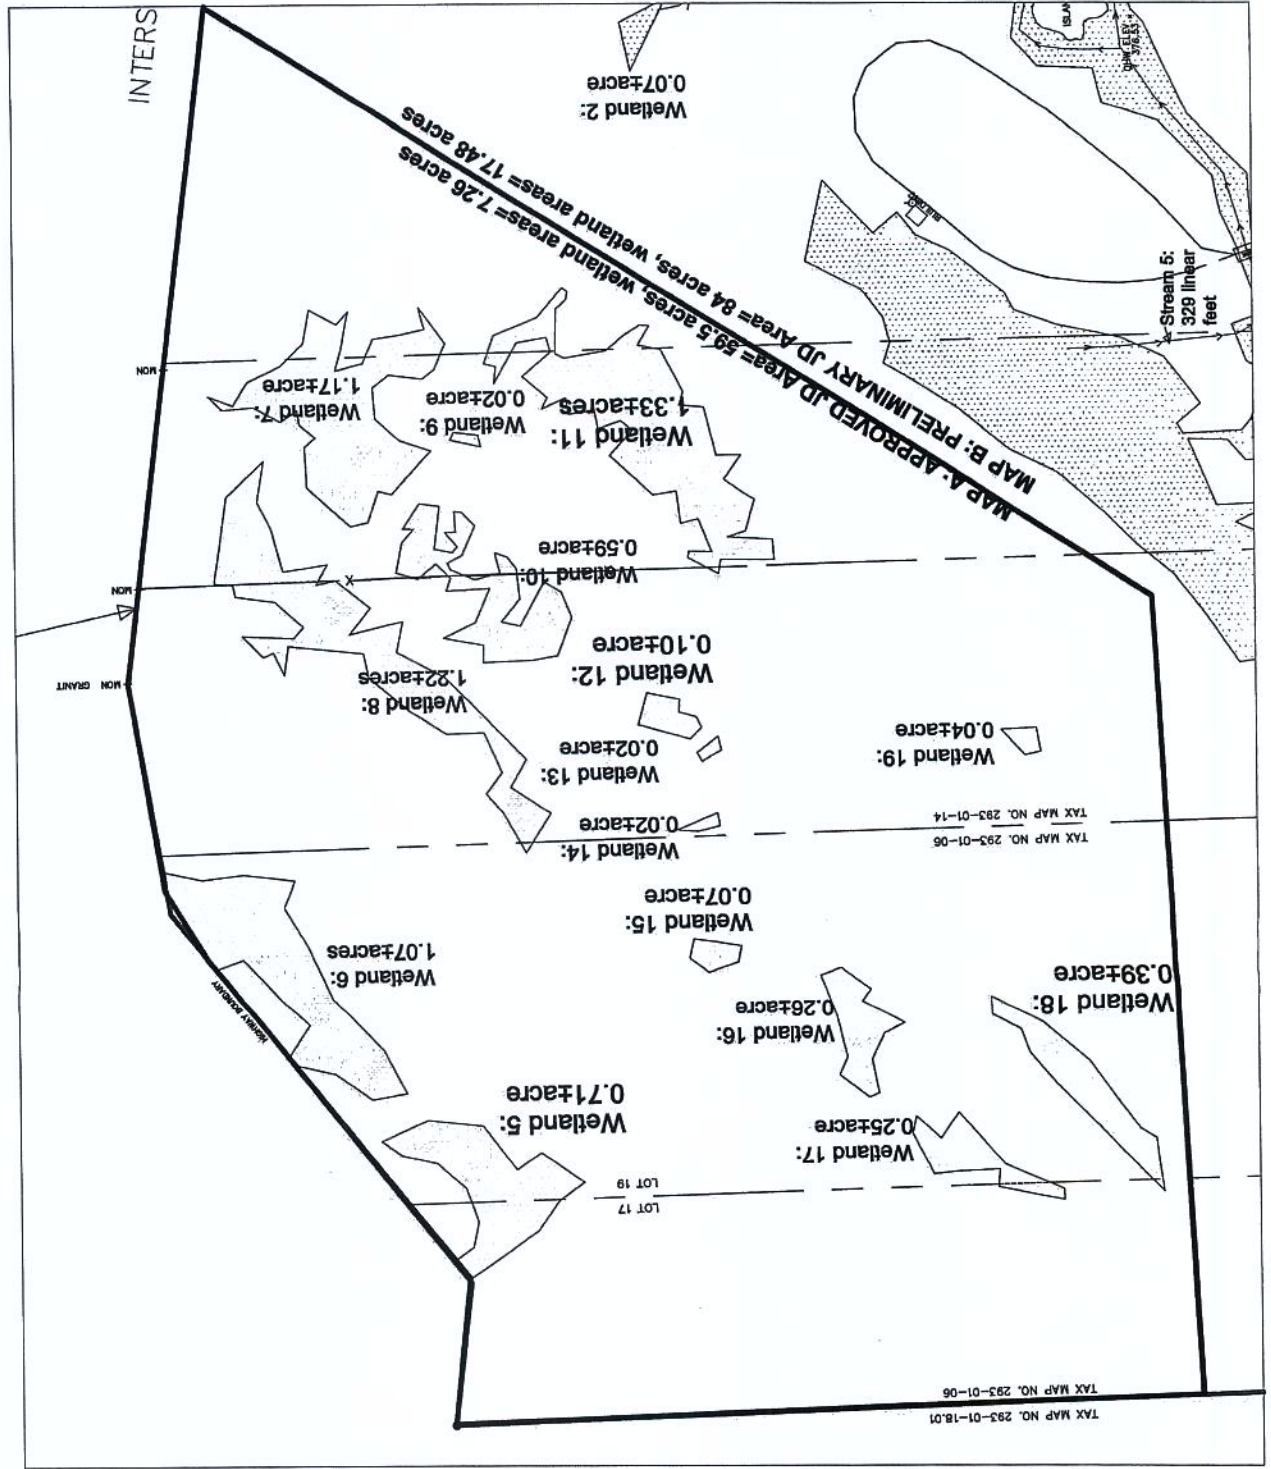 INTERS
Wetland 2:
0.07±acre
ISLAN
OHW ELEV =
376.53
BUILDING
Stream 5:
329 linear
feet
MAP B: PRELIMINARY JD Area= 84 acres, wetland areas= 17.48 acres
MAP A: APPROVED JD Area= 59.5 acres, wetland areas= 7.26 acres
MON
Wetland 7:
1.17±acre
Wetland 9:
0.02±acre
Wetland 11:
1.33±acres
Wetland 10:
0.59±acre
MON
X
MON GRANIT
Wetland 8:
1.22±acres
Wetland 12:
0.10±acre
Wetland 13:
0.02±acre
Wetland 19:
0.04±acre
Wetland 14:
0.02±acre
TAX MAP NO. 293-01-06
TAX MAP NO. 293-01-14
Wetland 15:
0.07±acre
Wetland 6:
1.07±acres
HIGHWAY BOUNDARY
Wetland 16:
0.26±acre
Wetland 18:
0.39±acre
Wetland 5:
0.71±acre
Wetland 17:
0.25±acre
LOT 17
LOT 19
TAX MAP NO. 293-01-18.01
TAX MAP NO. 293-01-06